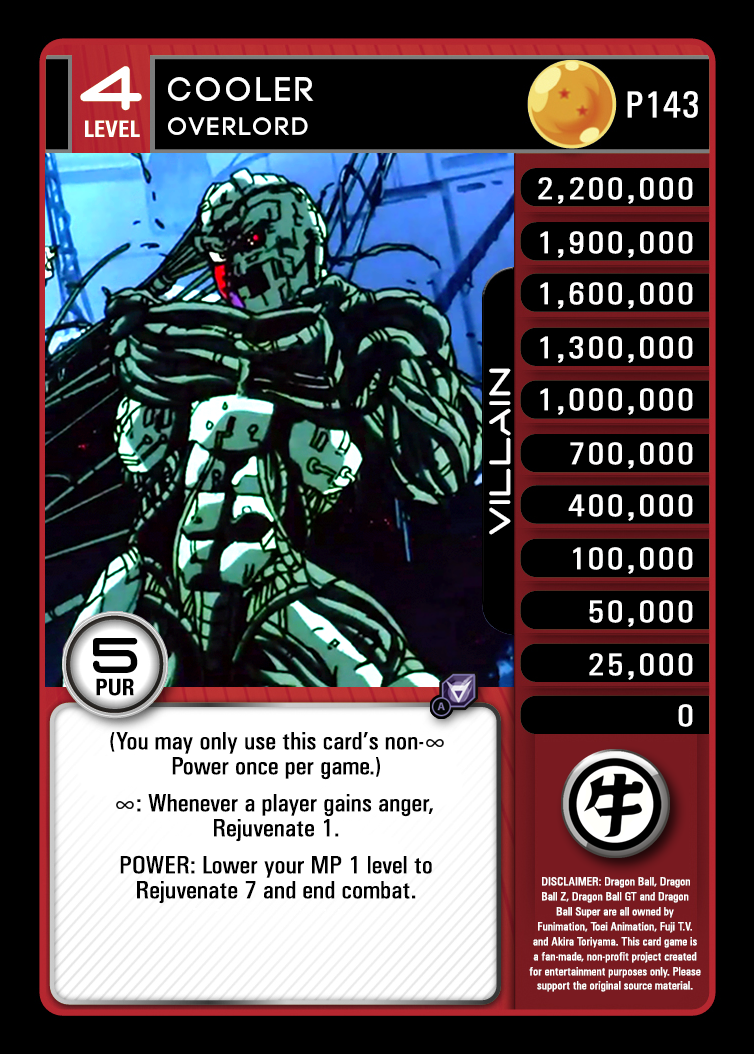 4
LEVEL
COOLER
OVERLORD
P143
2,200,000
1,900,000
1,600,000
1,300,000
1,000,000
700,000
400,000
100,000
50,000
25,000
0
VILLAIN
5
PUR
A
(You may only use this card's non-∞
Power once per game.)
∞: Whenever a player gains anger,
Rejuvenate 1.
POWER: Lower your MP 1 level to
Rejuvenate 7 and end combat.
牛
DISCLAIMER: Dragon Ball, Dragon
Ball Z, Dragon Ball GT and Dragon
Ball Super are all owned by
Funimation, Toei Animation, Fuji T.V.
and Akira Toriyama. This card game is
a fan-made, non-profit project created
for entertainment purposes only. Please
support the original source material.